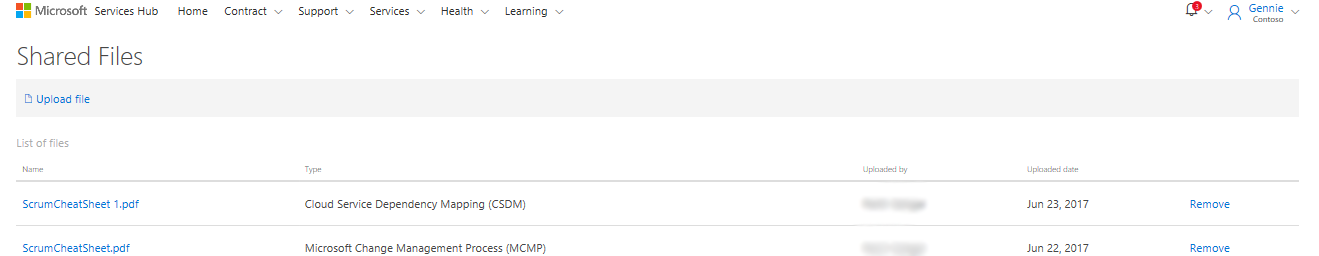 Microsoft Services Hub Home Contract Support Services Health Learning 3 Gennie
Contoso
Shared Files
Upload file
List of files
Name Type Uploaded by Uploaded date
ScrumCheatSheet 1.pdf Cloud Service Dependency Mapping (CSDM) Jun 23, 2017 Remove
ScrumCheatSheet.pdf Microsoft Change Management Process (MCMP) Jun 22, 2017 Remove